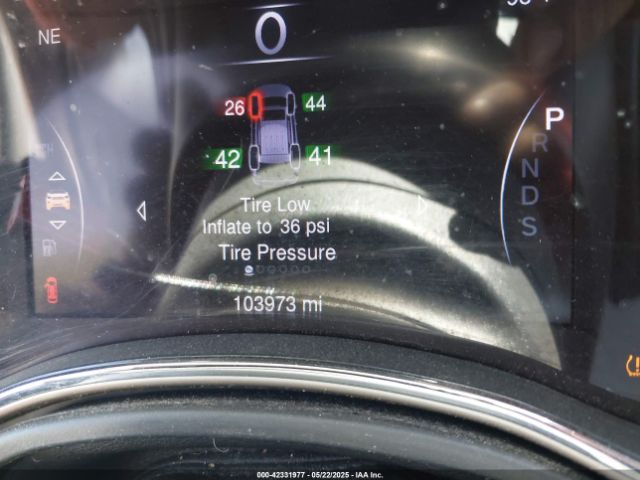 NE
0
26 44
P
R
N
D
S
42 41
Tire Low
Inflate to 36 psi
Tire Pressure
103973 mi
000-42331977 - 05/22/2025 - IAA Inc.